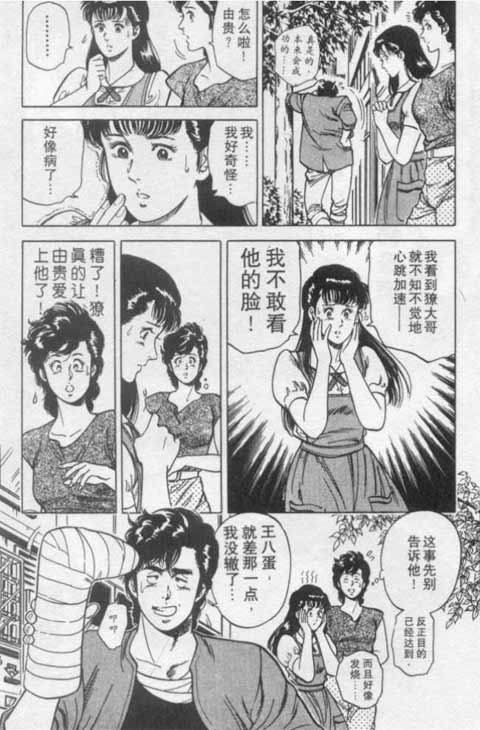 真是的
本来会成
功的……
怎么啦！
由贵？
………
我……
我好奇怪
………
好像病了…
我看到獠大哥
就不知不觉地
心跳加速——
我不敢看
他的脸！
糟了！獠
真的让
由贵爱
上他了！
这事先别
告诉他！
反正目的
已经达到
而且好像
发烧……
王八蛋，
就差那一点
我没辙了…
叩叩